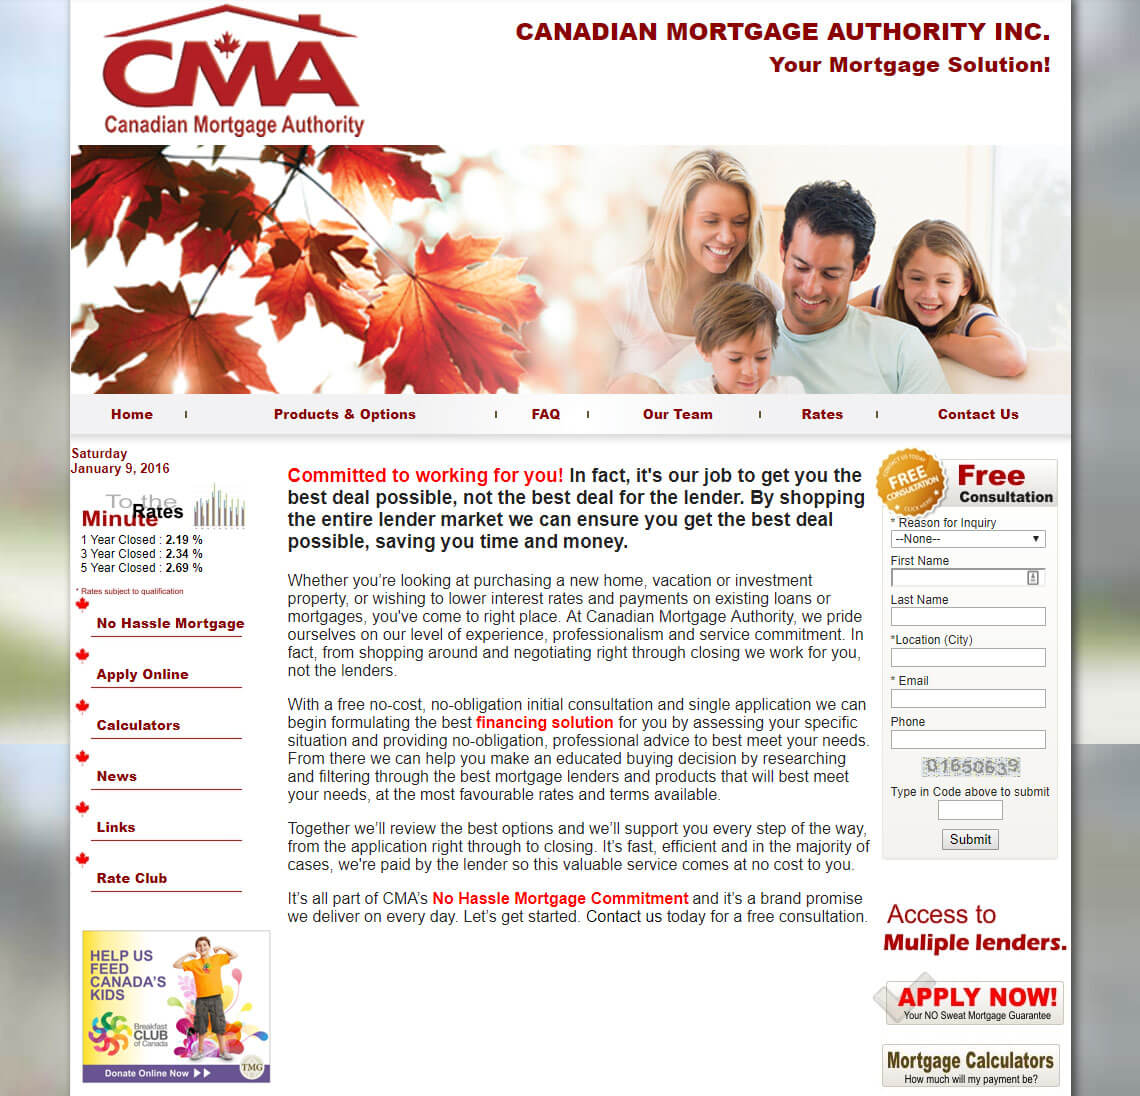 CMA
Canadian Mortgage Authority
CANADIAN MORTGAGE AUTHORITY INC.
Your Mortgage Solution!
Home
Products & Options
FAQ
Our Team
Rates
Contact Us
Saturday
January 9, 2016
To the
Minute Rates
1 Year Closed : 2.19 %
3 Year Closed : 2.34 %
5 Year Closed : 2.69 %
* Rates subject to qualification
No Hassle Mortgage
Apply Online
Calculators
News
Links
Rate Club
HELP US
FEED
CANADA'S
KIDS
Breakfast
CLUB
of Canada
TMG
Donate Online Now
Committed to working for you! In fact, it's our job to get you the
best deal possible, not the best deal for the lender. By shopping
the entire lender market we can ensure you get the best deal
possible, saving you time and money.
Whether you’re looking at purchasing a new home, vacation or investment
property, or wishing to lower interest rates and payments on existing loans or
mortgages, you've come to right place. At Canadian Mortgage Authority, we pride
ourselves on our level of experience, professionalism and service commitment. In
fact, from shopping around and negotiating right through closing we work for you,
not the lenders.
With a free no-cost, no-obligation initial consultation and single application we can
begin formulating the best financing solution for you by assessing your specific
situation and providing no-obligation, professional advice to best meet your needs.
From there we can help you make an educated buying decision by researching
and filtering through the best mortgage lenders and products that will best meet
your needs, at the most favourable rates and terms available.
Together we’ll review the best options and we’ll support you every step of the way,
from the application right through to closing. It’s fast, efficient and in the majority of
cases, we're paid by the lender so this valuable service comes at no cost to you.
It’s all part of CMA’s No Hassle Mortgage Commitment and it’s a brand promise
we deliver on every day. Let’s get started. Contact us today for a free consultation.
CONTACT US TODAY
FREE
CONSULTATION
CLICK HERE
Free
Consultation
* Reason for Inquiry
--None--
First Name
Last Name
*Location (City)
* Email
Phone
01650639
Type in Code above to submit
Submit
Access to
Muliple lenders.
APPLY NOW!
Your NO Sweat Mortgage Guarantee
Mortgage Calculators
How much will my payment be?